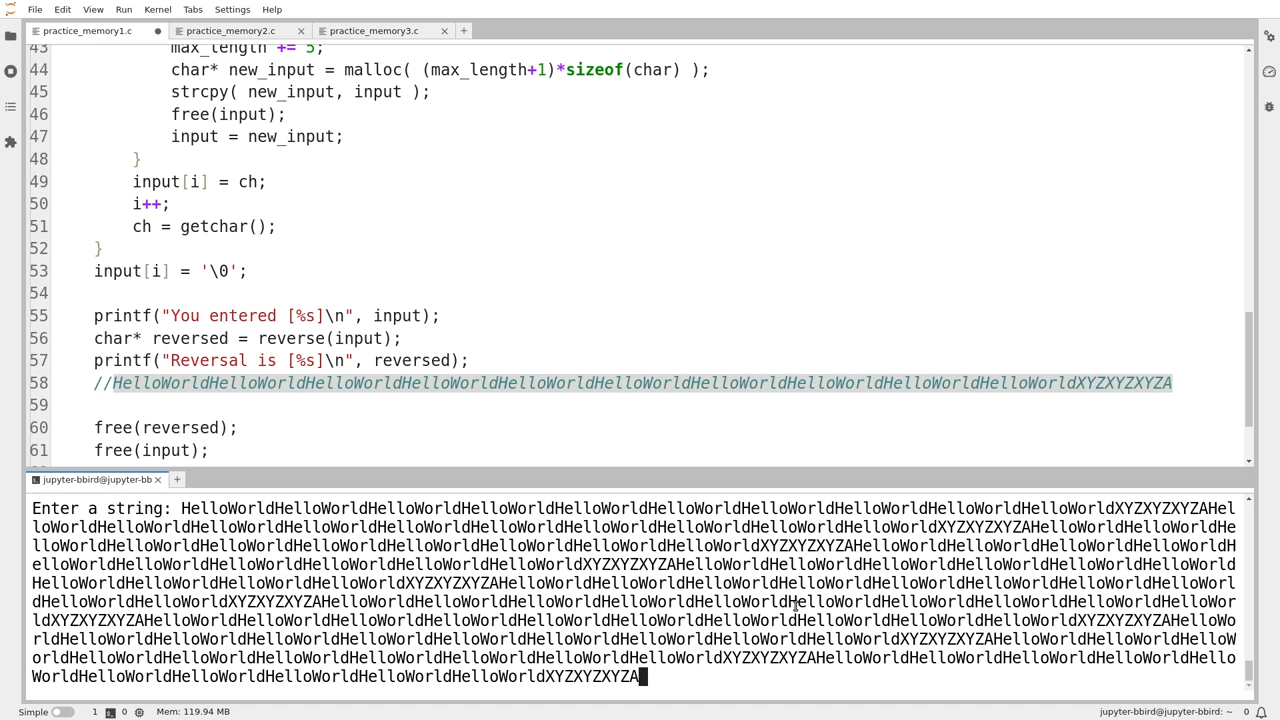 File Edit View Run Kernel Tabs Settings Help
practice_memory1.c practice_memory2.c practice_memory3.c
43 max_length += 5;
44 char* new_input = malloc( (max_length+1)*sizeof(char) );
45 strcpy( new_input, input );
46 free(input);
47 input = new_input;
48 }
49 input[i] = ch;
50 i++;
51 ch = getchar();
52 }
53 input[i] = '\0';
54
55 printf("You entered [%s]\n", input);
56 char* reversed = reverse(input);
57 printf("Reversal is [%s]\n", reversed);
58 //HelloWorldHelloWorldHelloWorldHelloWorldHelloWorldHelloWorldHelloWorldHelloWorldHelloWorldHelloWorldXYZXYZXYZA
59
60 free(reversed);
61 free(input);
jupyter-bbird@jupyter-bb
Enter a string: HelloWorldHelloWorldHelloWorldHelloWorldHelloWorldHelloWorldHelloWorldHelloWorldHelloWorldHelloWorldXYZXYZXYZAHel
loWorldHelloWorldHelloWorldHelloWorldHelloWorldHelloWorldHelloWorldHelloWorldHelloWorldHelloWorldXYZXYZXYZAHelloWorldHelloWorldHe
lloWorldHelloWorldHelloWorldHelloWorldHelloWorldHelloWorldHelloWorldHelloWorldXYZXYZXYZAHelloWorldHelloWorldHelloWorldHelloWorldH
elloWorldHelloWorldHelloWorldHelloWorldHelloWorldHelloWorldXYZXYZXYZAHelloWorldHelloWorldHelloWorldHelloWorldHelloWorldHelloWorld
HelloWorldHelloWorldHelloWorldHelloWorldXYZXYZXYZAHelloWorldHelloWorldHelloWorldHelloWorldHelloWorldHelloWorldHelloWorldHelloWorl
dHelloWorldHelloWorldXYZXYZXYZAHelloWorldHelloWorldHelloWorldHelloWorldHelloWorldHelloWorldHelloWorldHelloWorldHelloWorldHelloWor
ldXYZXYZXYZAHelloWorldHelloWorldHelloWorldHelloWorldHelloWorldHelloWorldHelloWorldHelloWorldHelloWorldHelloWorldXYZXYZXYZAHelloWo
rldHelloWorldHelloWorldHelloWorldHelloWorldHelloWorldHelloWorldHelloWorldHelloWorldHelloWorldXYZXYZXYZAHelloWorldHelloWorldHelloW
orldHelloWorldHelloWorldHelloWorldHelloWorldHelloWorldHelloWorldHelloWorldXYZXYZXYZAHelloWorldHelloWorldHelloWorldHelloWorldHello
WorldHelloWorldHelloWorldHelloWorldHelloWorldHelloWorldXYZXYZXYZA
Simple 1 0 Mem: 119.94 MB jupyter-bbird@jupyter-bbird: ~ 0